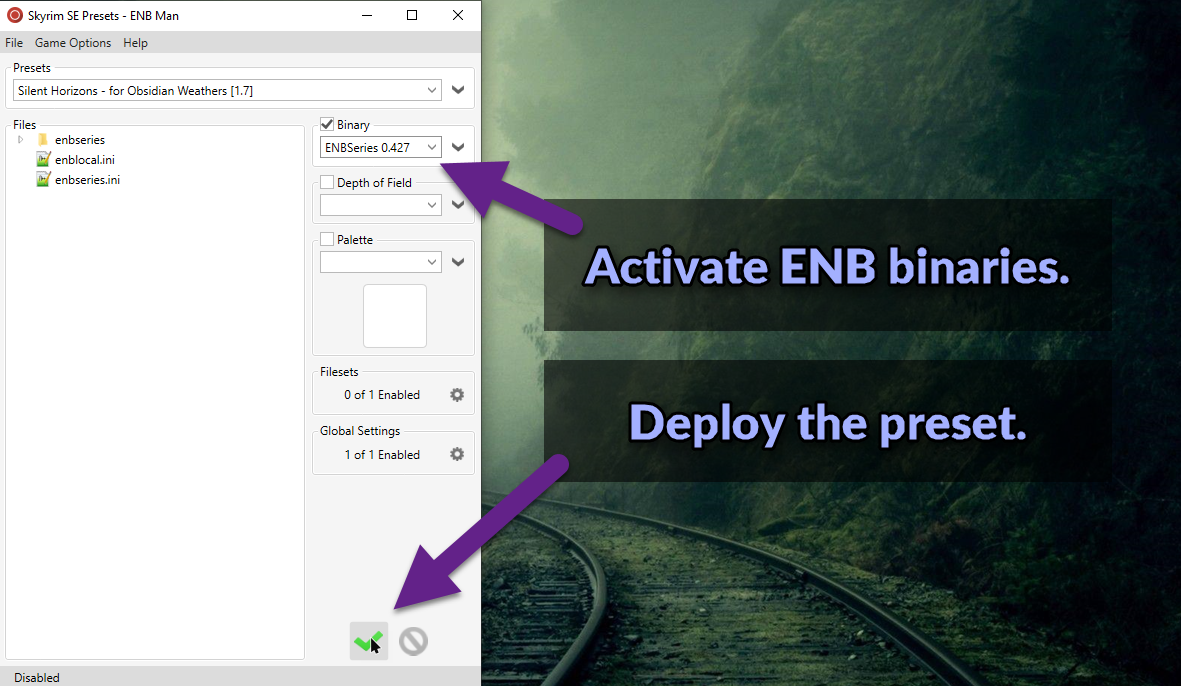 Skyrim SE Presets - ENB Man
File Game Options Help
Presets
Silent Horizons - for Obsidian Weathers [1.7]
Files
enbseries
enblocal.ini
enbseries.ini
Binary
ENBSeries 0.427
Depth of Field
Palette
Filesets
0 of 1 Enabled
Global Settings
1 of 1 Enabled
Disabled
Activate ENB binaries.
Deploy the preset.